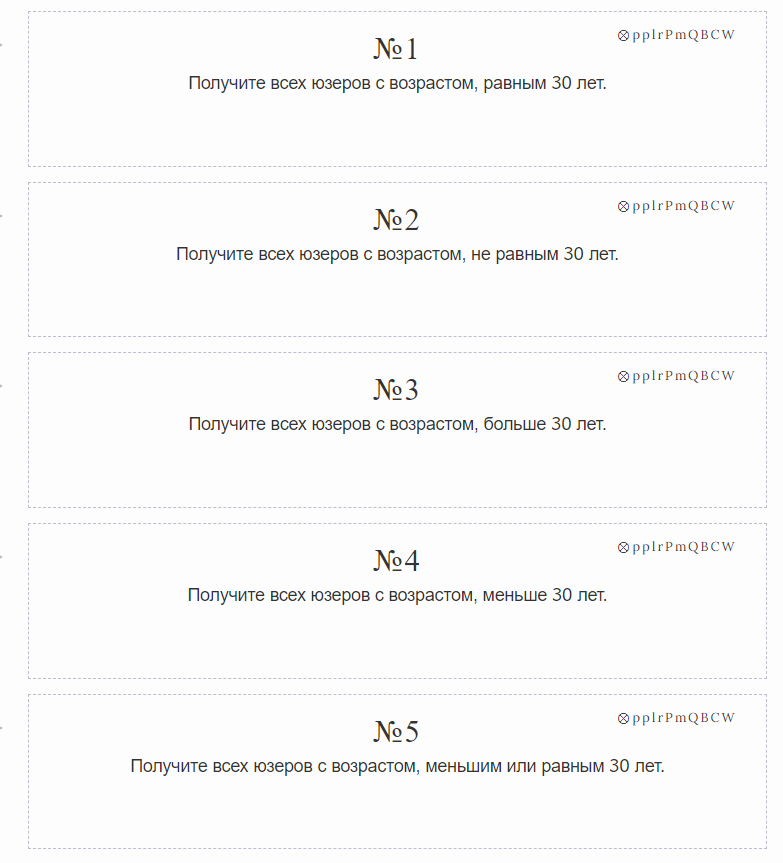 ⊗pplrPmQBCW
№1
Получите всех юзеров с возрастом, равным 30 лет.
⊗pplrPmQBCW
№2
Получите всех юзеров с возрастом, не равным 30 лет.
⊗pplrPmQBCW
№3
Получите всех юзеров с возрастом, больше 30 лет.
⊗pplrPmQBCW
№4
Получите всех юзеров с возрастом, меньше 30 лет.
⊗pplrPmQBCW
№5
Получите всех юзеров с возрастом, меньшим или равным 30 лет.